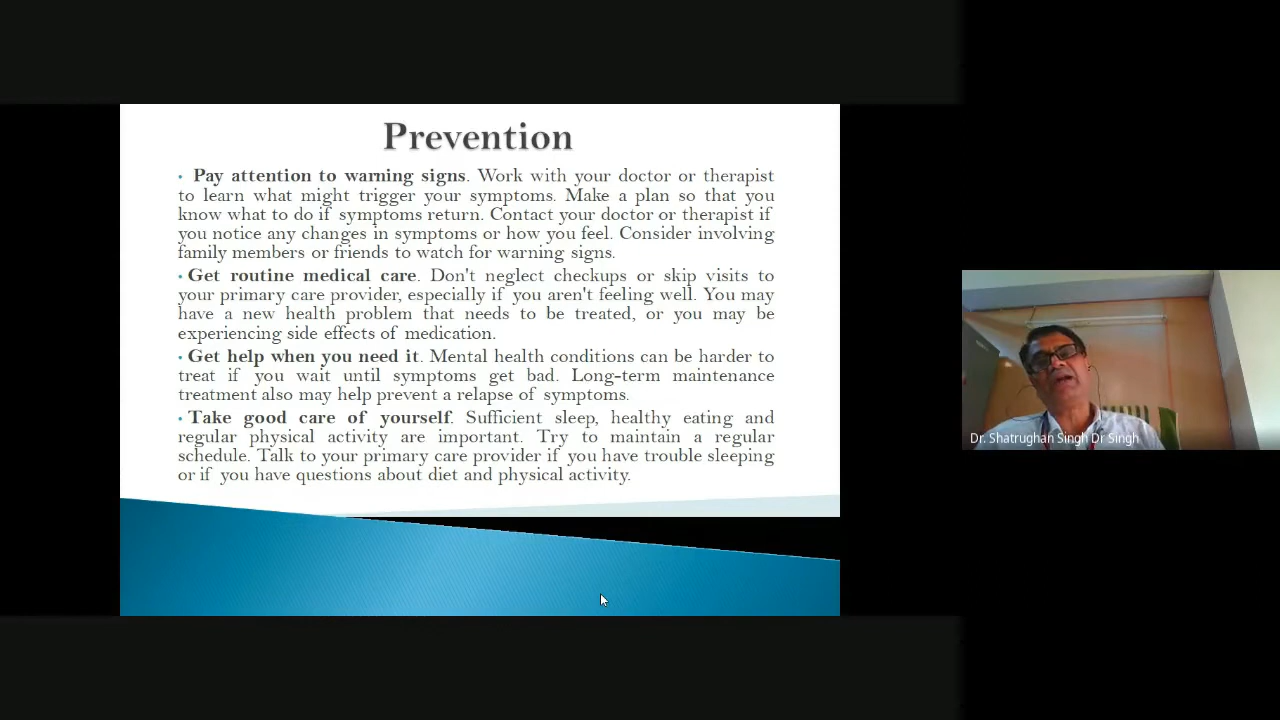 Prevention
• Pay attention to warning signs. Work with your doctor or therapist
to learn what might trigger your symptoms. Make a plan so that you
know what to do if symptoms return. Contact your doctor or therapist if
you notice any changes in symptoms or how you feel. Consider involving
family members or friends to watch for warning signs.
• Get routine medical care. Don't neglect checkups or skip visits to
your primary care provider, especially if you aren't feeling well. You may
have a new health problem that needs to be treated, or you may be
experiencing side effects of medication.
• Get help when you need it. Mental health conditions can be harder to
treat if you wait until symptoms get bad. Long-term maintenance
treatment also may help prevent a relapse of symptoms.
• Take good care of yourself. Sufficient sleep, healthy eating and
regular physical activity are important. Try to maintain a regular
schedule. Talk to your primary care provider if you have trouble sleeping
or if you have questions about diet and physical activity.
Dr. Shatrughan Singh Dr Singh